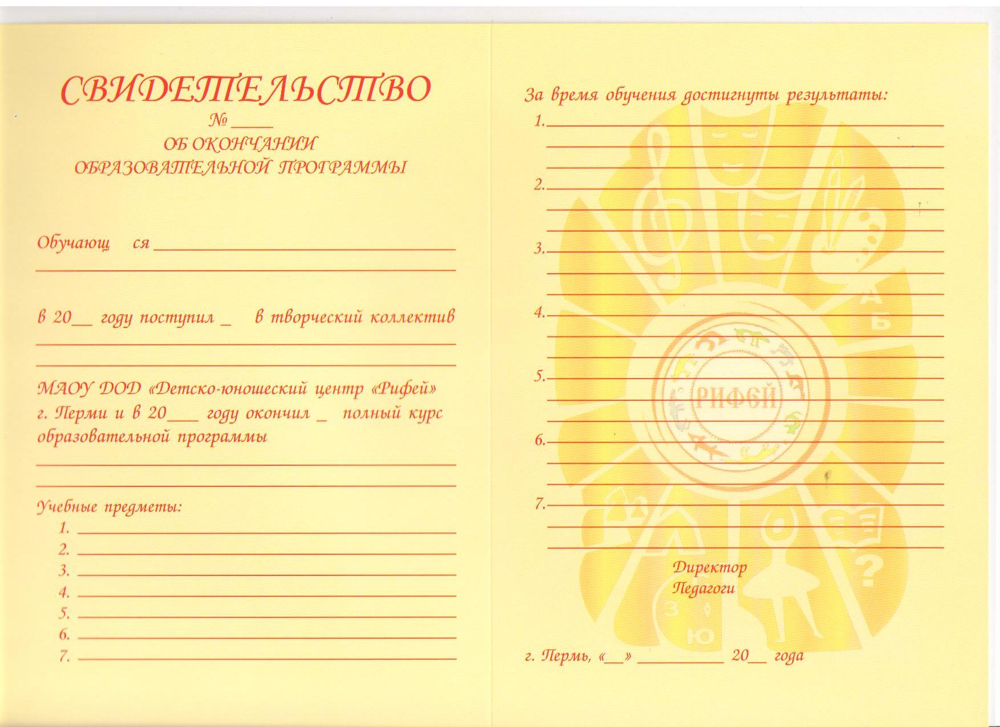 СВИДЕТЕЛЬСТВО
№ _____
ОБ ОКОНЧАНИИ
ОБРАЗОВАТЕЛЬНОЙ ПРОГРАММЫ
Обучающ   ся
в 20__ году поступил _   в творческий коллектив
МАОУ ДОД «Детско-юношеский центр «Рифей»
г. Перми и в 20___ году окончил _  полный курс
образовательной программы
Учебные предметы:
1.
2.
3.
4.
5.
6.
7.
За время обучения достигнуты результаты:
1.
2.
3.
4.
5.
6.
7.
А
Б
РИФЕЙ
?
Директор
Педагоги
З
Ю
г. Пермь, «__» __________ 20__ года